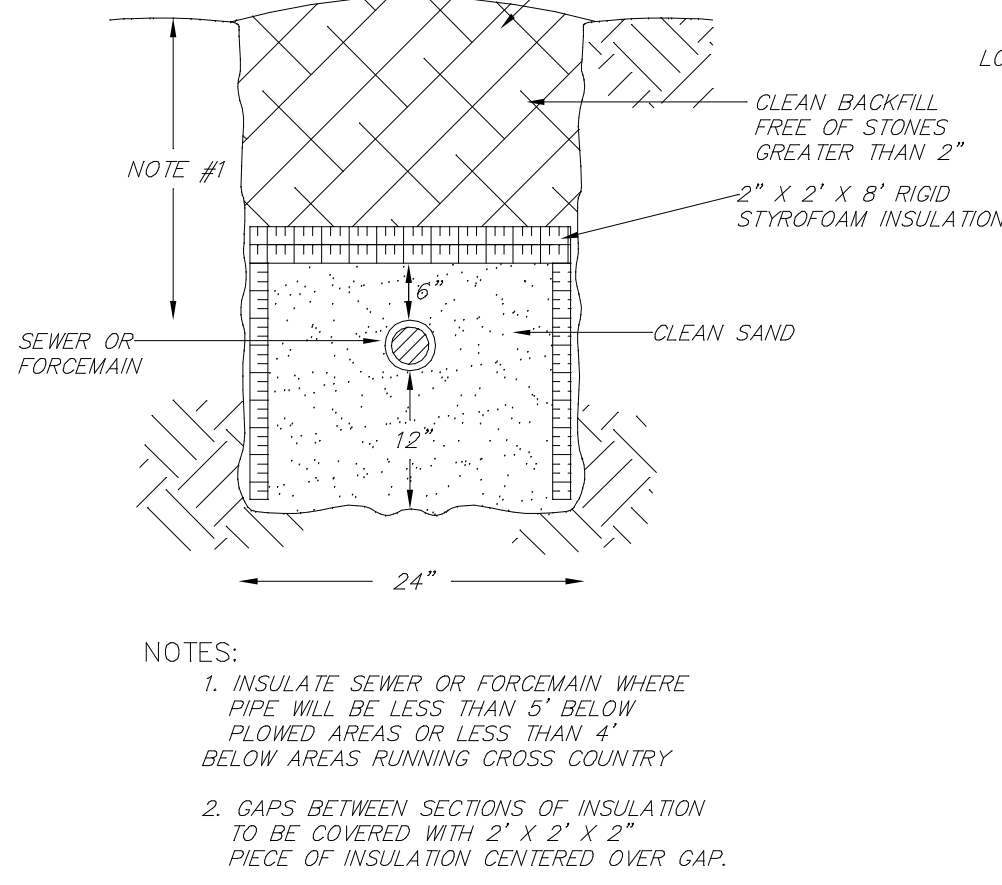 LO
CLEAN BACKFILL
FREE OF STONES
GREATER THAN 2"
NOTE #1
2" X 2' X 8' RIGID
STYROFOAM INSULATION
6"
SEWER OR
FORCEMAIN
CLEAN SAND
12"
24"
NOTES:
1. INSULATE SEWER OR FORCEMAIN WHERE
PIPE WILL BE LESS THAN 5' BELOW
PLOWED AREAS OR LESS THAN 4'
BELOW AREAS RUNNING CROSS COUNTRY
2. GAPS BETWEEN SECTIONS OF INSULATION
TO BE COVERED WITH 2' X 2' X 2"
PIECE OF INSULATION CENTERED OVER GAP.